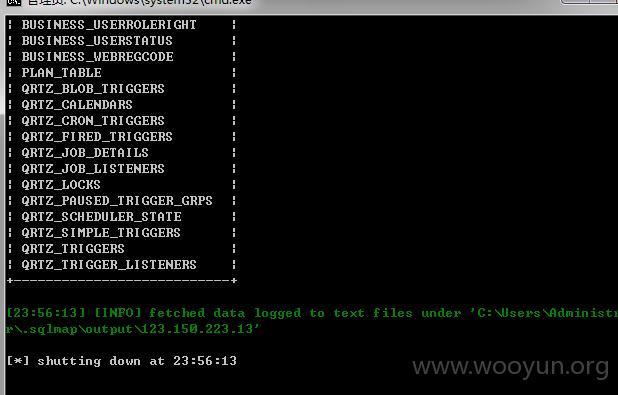 管理员: C:\Windows\system32\cmd.exe
| BUSINESS_USERROLERIGHT |
| BUSINESS_USERSTATUS |
| BUSINESS_WEBREGCODE |
| PLAN_TABLE |
| QRTZ_BLOB_TRIGGERS |
| QRTZ_CALENDARS |
| QRTZ_CRON_TRIGGERS |
| QRTZ_FIRED_TRIGGERS |
| QRTZ_JOB_DETAILS |
| QRTZ_JOB_LISTENERS |
| QRTZ_LOCKS |
| QRTZ_PAUSED_TRIGGER_GRPS |
| QRTZ_SCHEDULER_STATE |
| QRTZ_SIMPLE_TRIGGERS |
| QRTZ_TRIGGERS |
| QRTZ_TRIGGER_LISTENERS |
+---------------------------+
[23:56:13] [INFO] fetched data logged to text files under 'C:\Users\Administr
r\.sqlmap\output\123.150.223.13'
[*] shutting down at 23:56:13
www.wooyun.org